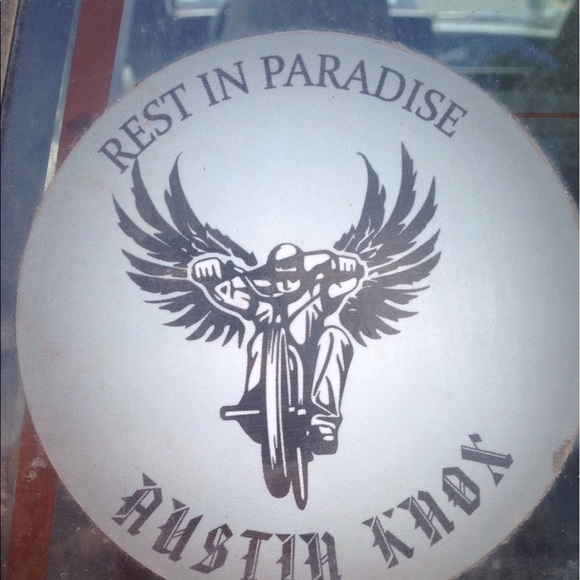 REST IN PARADISE
AUSTIN KNOX